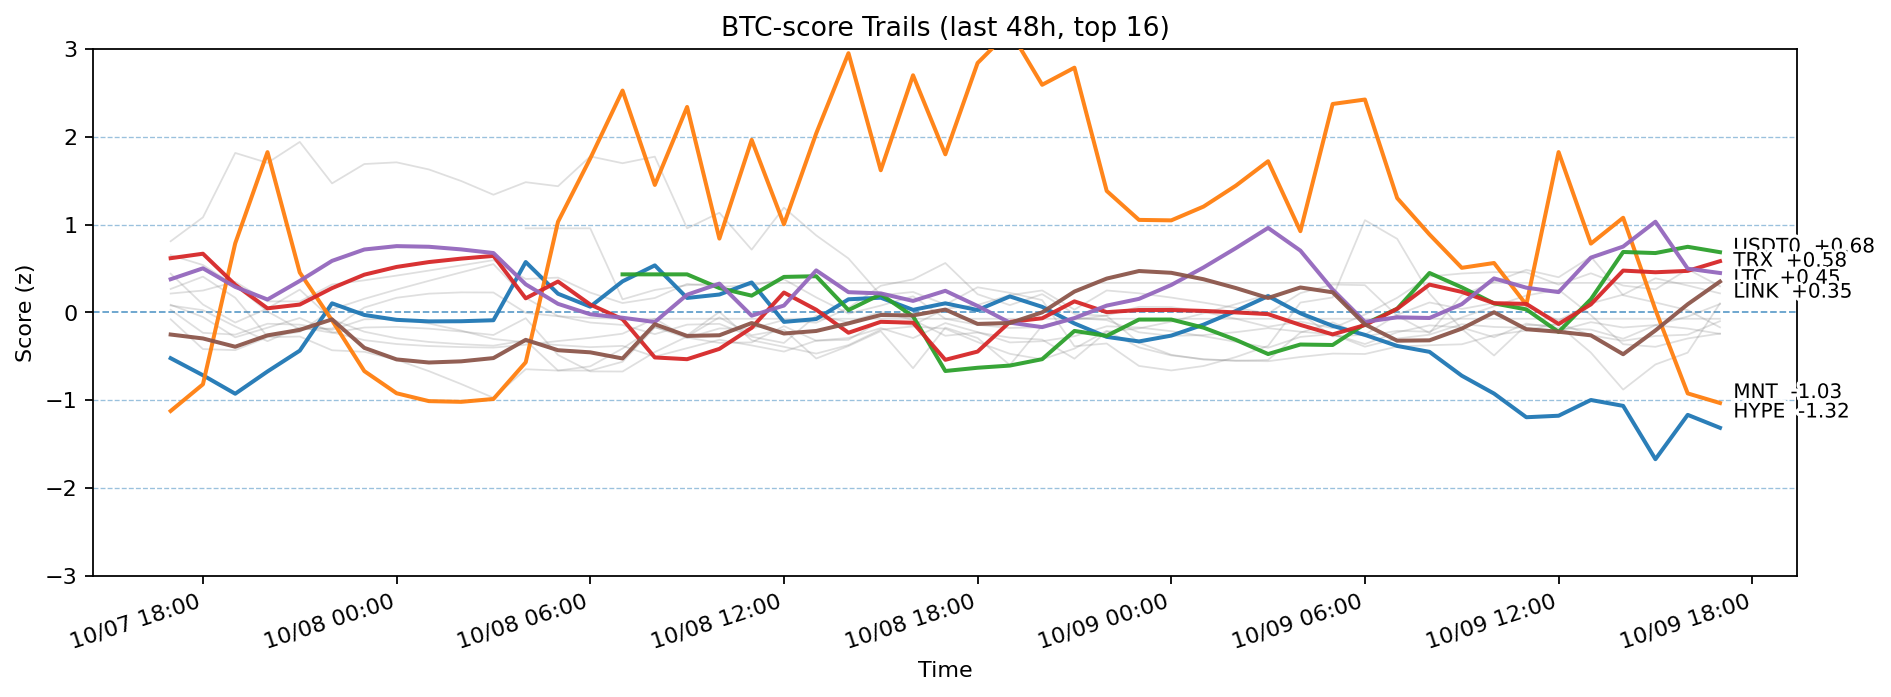 BTC-score Trails (last 48h, top 16)
Score (z)
3
2
1
0
−1
−2
−3
USDT0 +0.68
TRX +0.58
LTC +0.45
LINK +0.35
MNT -1.03
HYPE -1.32
10/07 18:00
10/08 00:00
10/08 06:00
10/08 12:00
10/08 18:00
10/09 00:00
10/09 06:00
10/09 12:00
10/09 18:00
Time